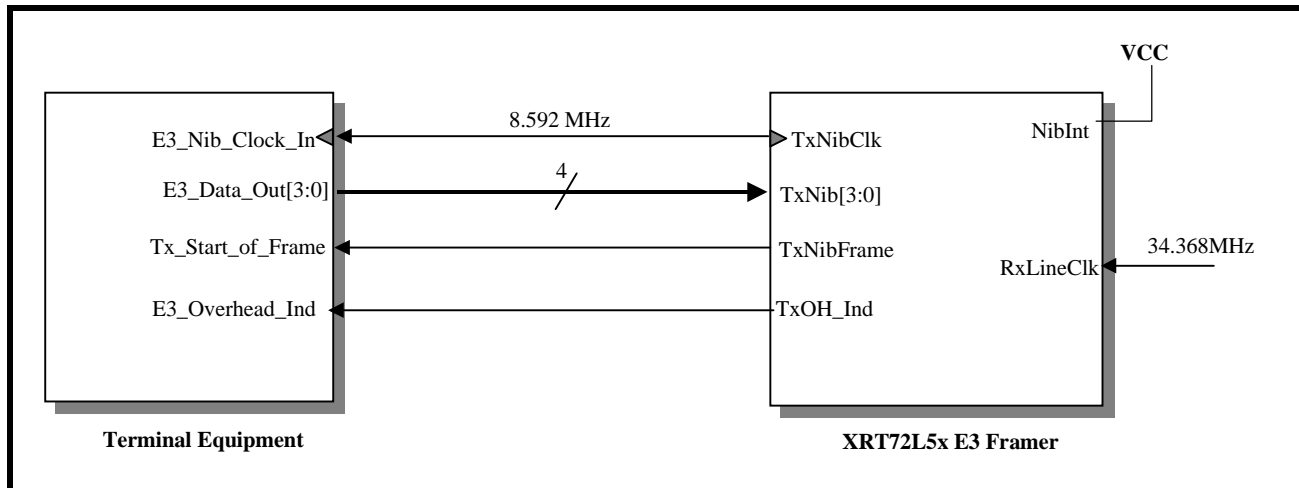 VCC
8.592 MHz
E3_Nib_Clock_In
TxNibClk
NibInt
4
E3_Data_Out[3:0]
TxNib[3:0]
Tx_Start_of_Frame
TxNibFrame
34.368MHz
RxLineClk
E3_Overhead_Ind
TxOH_Ind
Terminal Equipment
XRT72L5x E3 Framer